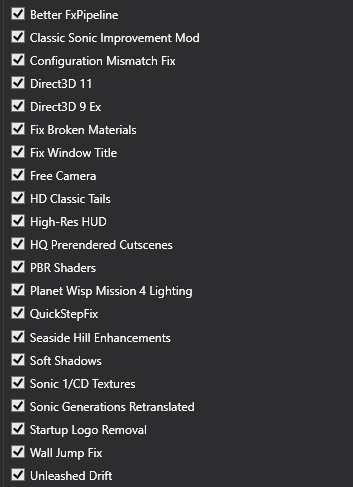 Better FxPipeline
Classic Sonic Improvement Mod
Configuration Mismatch Fix
Direct3D 11
Direct3D 9 Ex
Fix Broken Materials
Fix Window Title
Free Camera
HD Classic Tails
High-Res HUD
HQ Prerendered Cutscenes
PBR Shaders
Planet Wisp Mission 4 Lighting
QuickStepFix
Seaside Hill Enhancements
Soft Shadows
Sonic 1/CD Textures
Sonic Generations Retranslated
Startup Logo Removal
Wall Jump Fix
Unleashed Drift